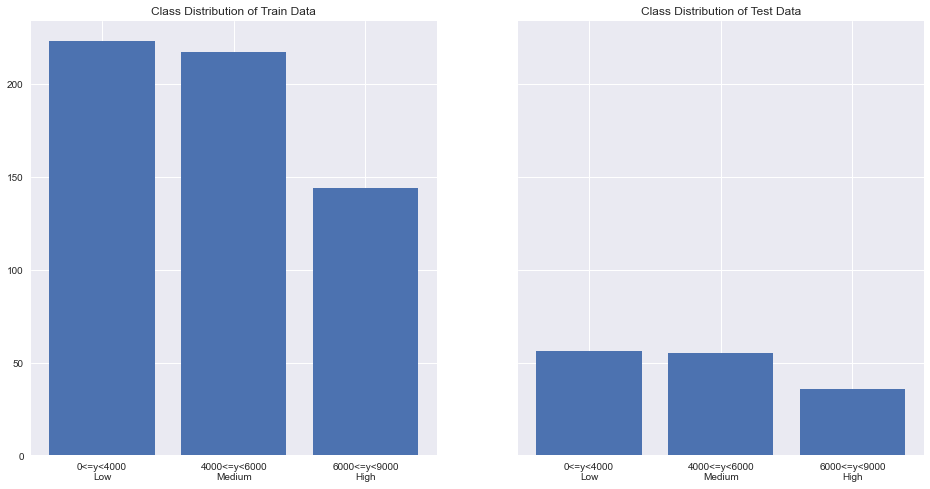 Class Distribution of Train Data
200
150
100
50
0
0<=y<4000
Low
4000<=y<6000
Medium
6000<=y<9000
High
Class Distribution of Test Data
0<=y<4000
Low
4000<=y<6000
Medium
6000<=y<9000
High